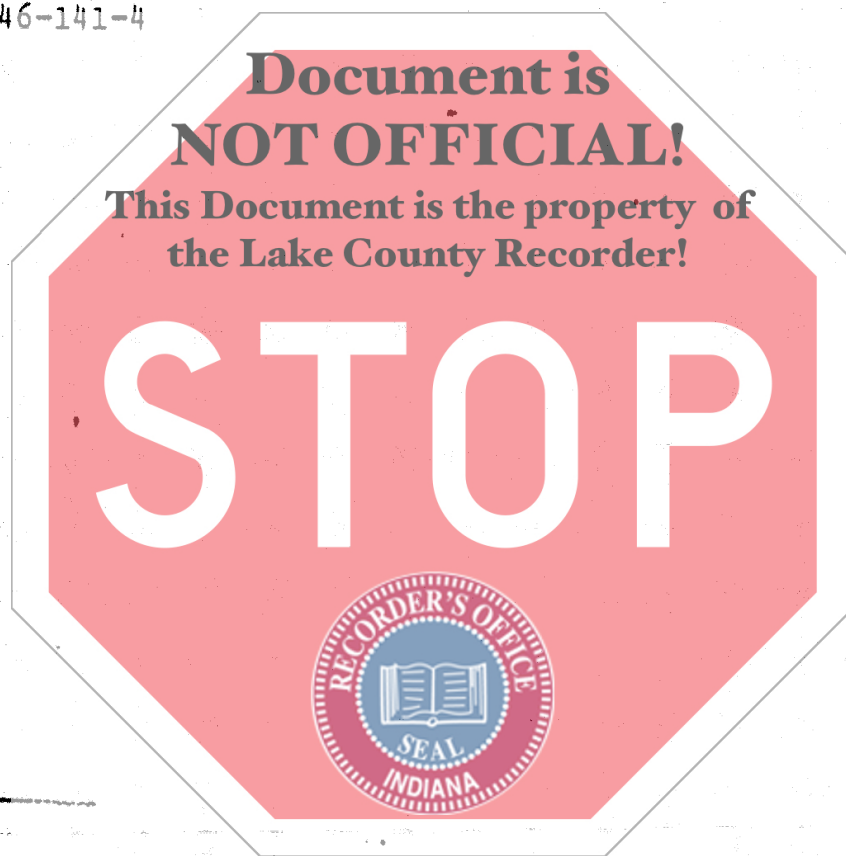 46-141-4
Document is
NOT OFFICIAL!
This Document is the property of
the Lake County Recorder!
STOP
RECORDER'S OFFICE
SEAL
INDIANA